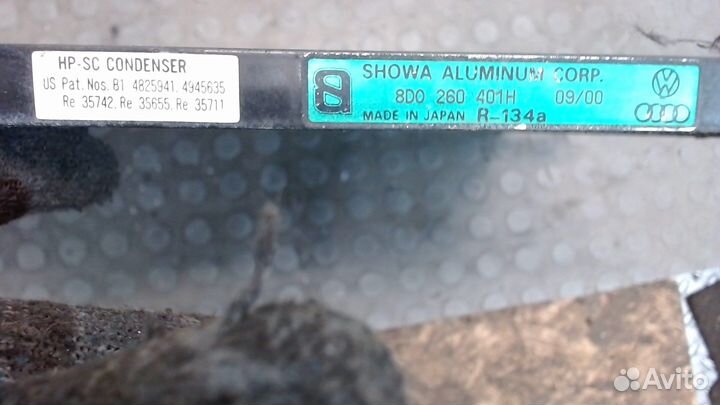 HP-SC CONDENSER
US Pat. Nos. B1 4825941, 4945635
Re 35742, Re 35655, Re 35711
SHOWA ALUMINUM CORP.
8D0 260 401H 09/00
MADE IN JAPAN R-134a
Avito